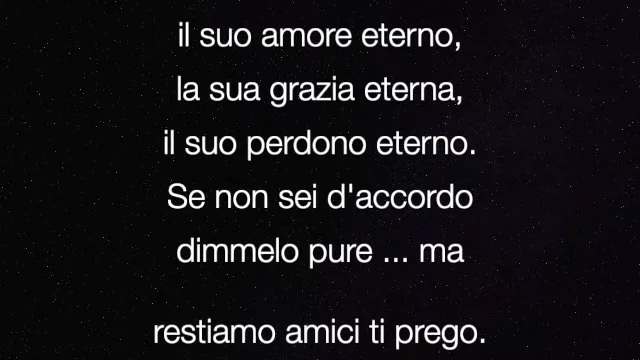 il suo amore eterno,
la sua grazia eterna,
il suo perdono eterno.
Se non sei d'accordo
dimmelo pure ... ma
restiamo amici ti prego.